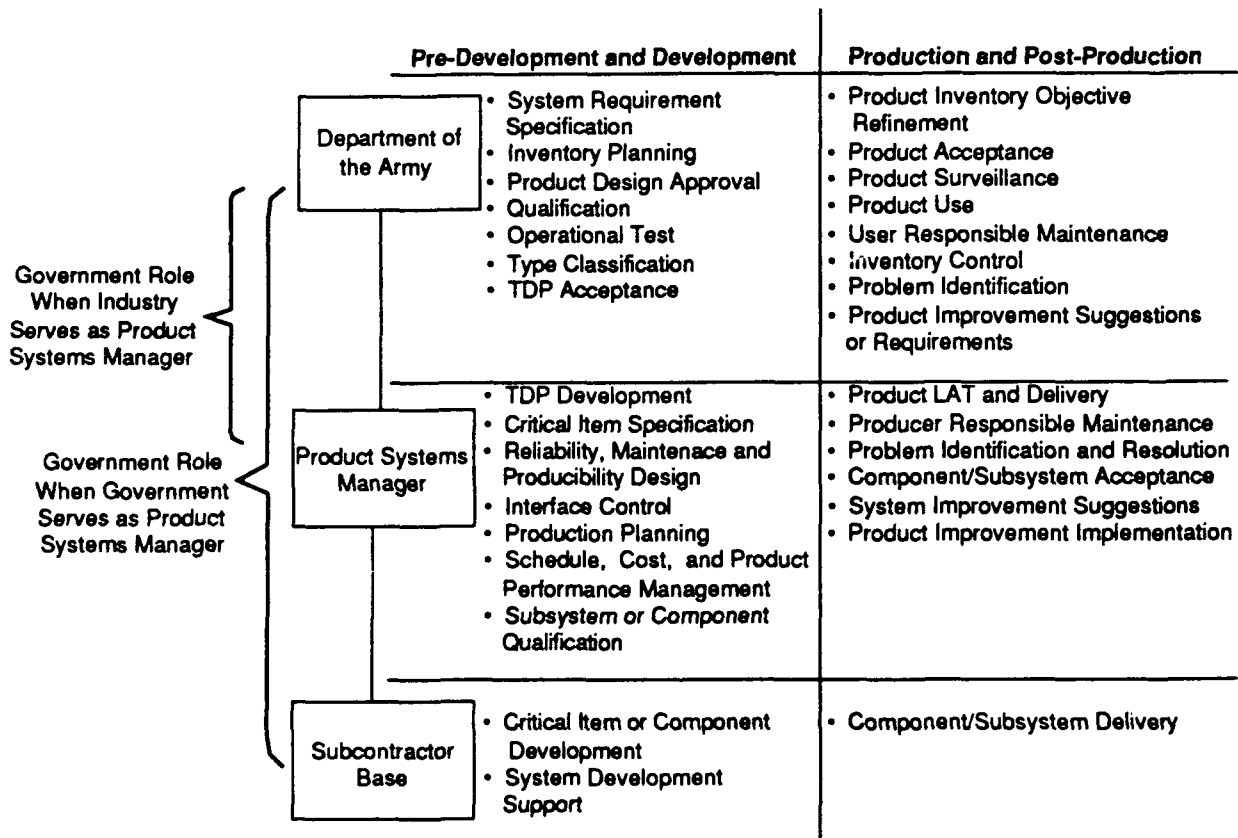 Pre-Development and Development
Production and Post-Production
Department of
the Army
• System Requirement
Specification
• Inventory Planning
• Product Design Approval
• Qualification
• Operational Test
• Type Classification
• TDP Acceptance
• Product Inventory Objective
Refinement
• Product Acceptance
• Product Surveillance
• Product Use
• User Responsible Maintenance
• Inventory Control
• Problem Identification
• Product Improvement Suggestions
or Requirements
Government Role
When Industry
Serves as Product
Systems Manager
Government Role
When Government
Serves as Product
Systems Manager
Product Systems
Manager
• TDP Development
• Critical Item Specification
• Reliability, Maintenace and
Producibility Design
• Interface Control
• Production Planning
• Schedule, Cost, and Product
Performance Management
• Subsystem or Component
Qualification
• Product LAT and Delivery
• Producer Responsible Maintenance
• Problem Identification and Resolution
• Component/Subsystem Acceptance
• System Improvement Suggestions
• Product Improvement Implementation
Subcontractor
Base
• Critical Item or Component
Development
• System Development
Support
• Component/Subsystem Delivery